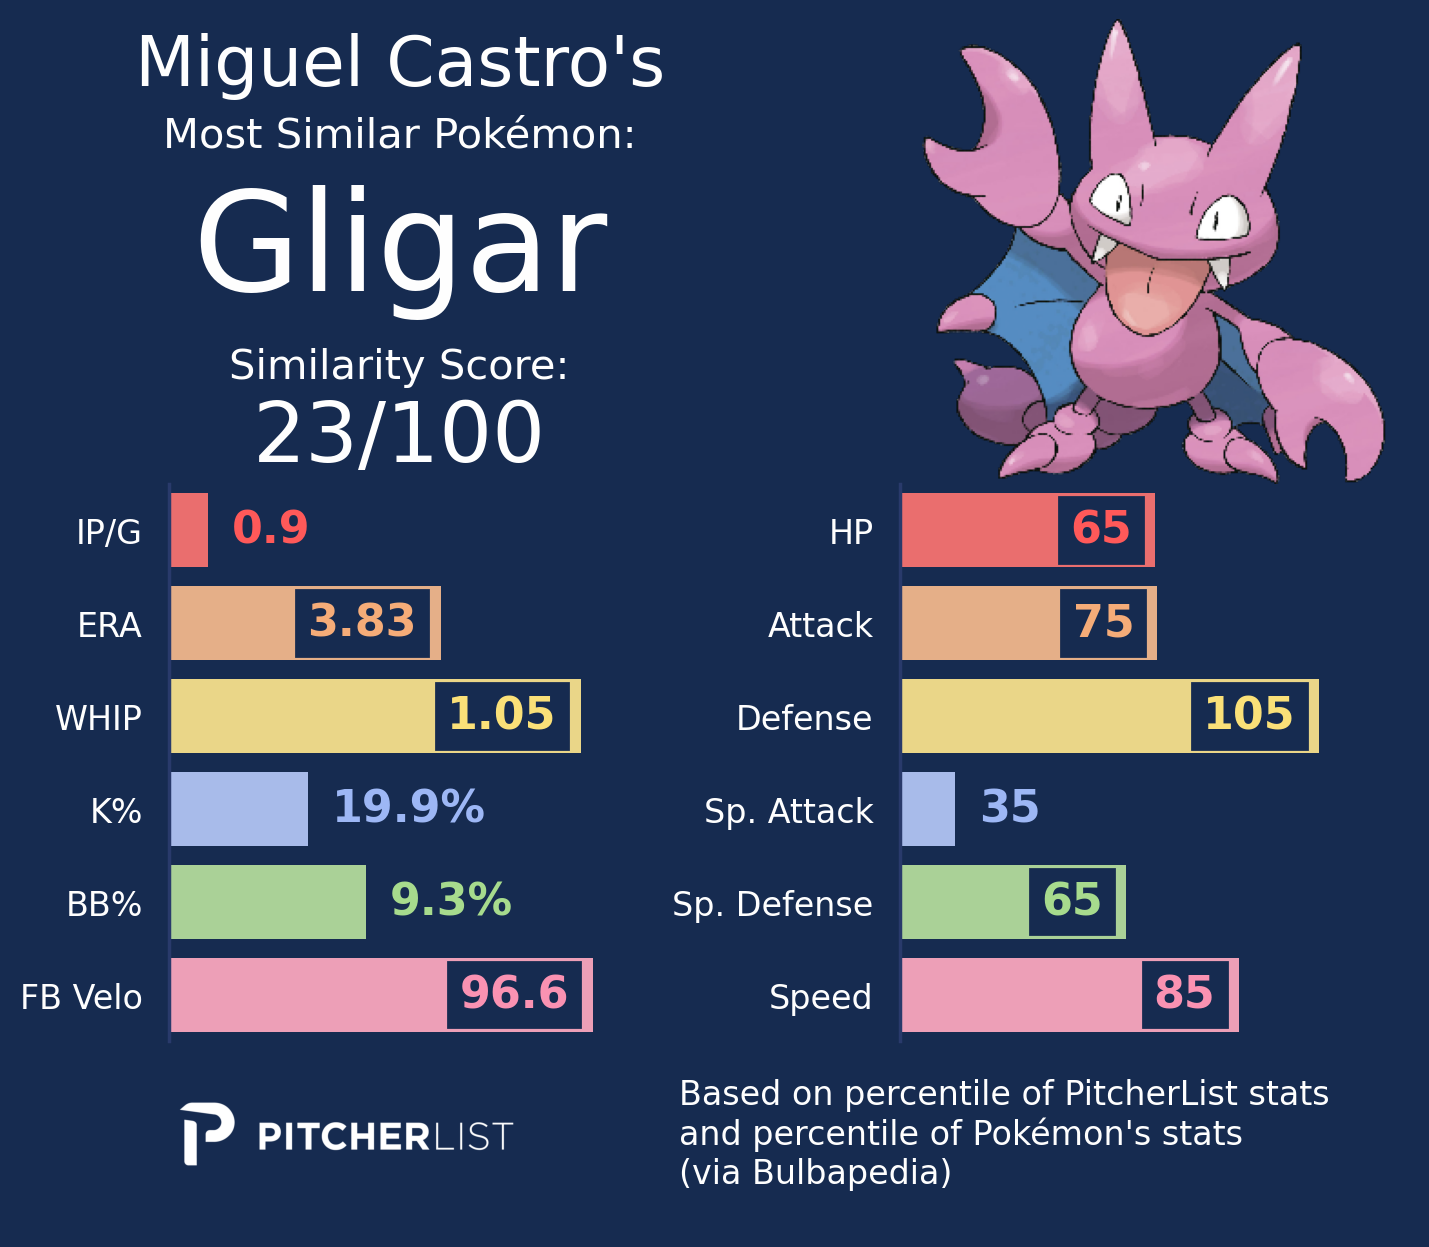 Miguel Castro's
Most Similar Pokémon:
Gligar
Similarity Score:
23/100
IP/G 0.9
ERA 3.83
WHIP 1.05
K% 19.9%
BB% 9.3%
FB Velo 96.6
HP 65
Attack 75
Defense 105
Sp. Attack 35
Sp. Defense 65
Speed 85
PITCHERLIST
Based on percentile of PitcherList stats
and percentile of Pokémon's stats
(via Bulbapedia)